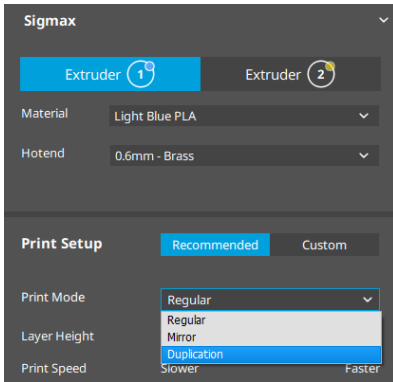 Sigmax
Extruder 1 Extruder 2
Material Light Blue PLA
Hotend 0.6mm - Brass
Print Setup Recommended Custom
Print Mode Regular
Regular
Layer Height Mirror
Duplication
Print Speed Slower Faster